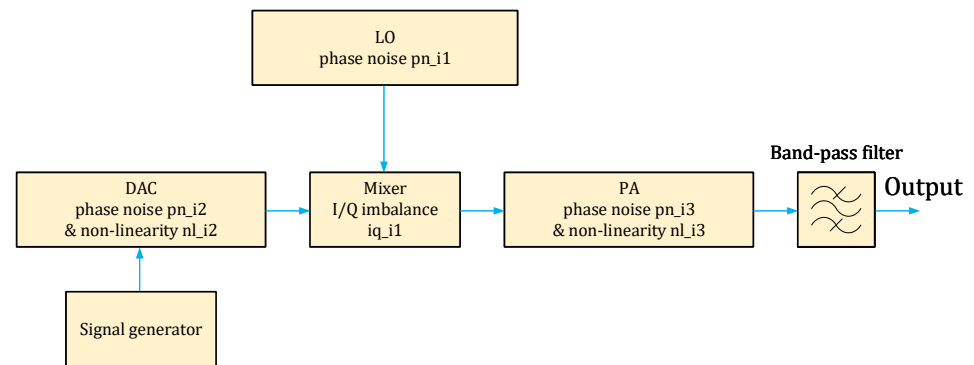 LO
phase noise pn_i1
Band-pass filter
DAC
phase noise pn_i2
& non-linearity nl_i2
Mixer
I/Q imbalance
iq_i1
PA
phase noise pn_i3
& non-linearity nl_i3
Output
Signal generator